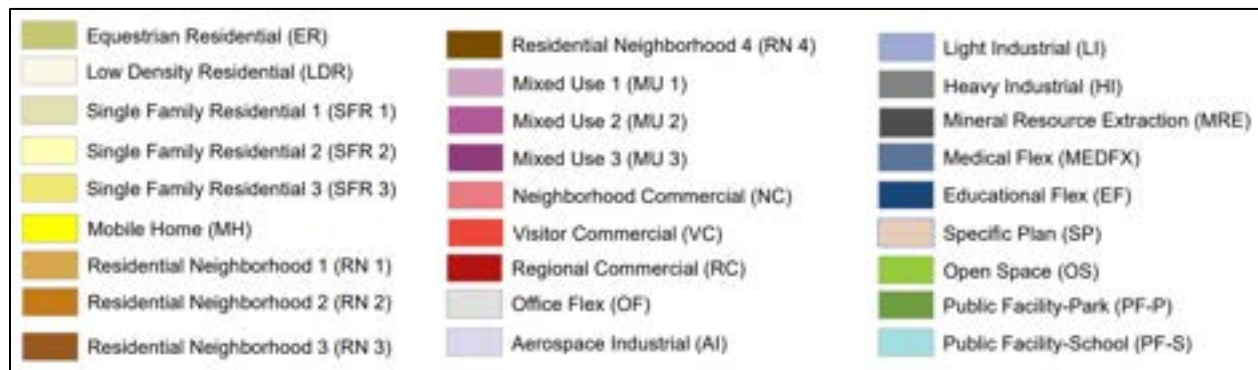 Equestrian Residential (ER)
Low Density Residential (LDR)
Single Family Residential 1 (SFR 1)
Single Family Residential 2 (SFR 2)
Single Family Residential 3 (SFR 3)
Mobile Home (MH)
Residential Neighborhood 1 (RN 1)
Residential Neighborhood 2 (RN 2)
Residential Neighborhood 3 (RN 3)
Residential Neighborhood 4 (RN 4)
Mixed Use 1 (MU 1)
Mixed Use 2 (MU 2)
Mixed Use 3 (MU 3)
Neighborhood Commercial (NC)
Visitor Commercial (VC)
Regional Commercial (RC)
Office Flex (OF)
Aerospace Industrial (AI)
Light Industrial (LI)
Heavy Industrial (HI)
Mineral Resource Extraction (MRE)
Medical Flex (MEDFX)
Educational Flex (EF)
Specific Plan (SP)
Open Space (OS)
Public Facility-Park (PF-P)
Public Facility-School (PF-S)